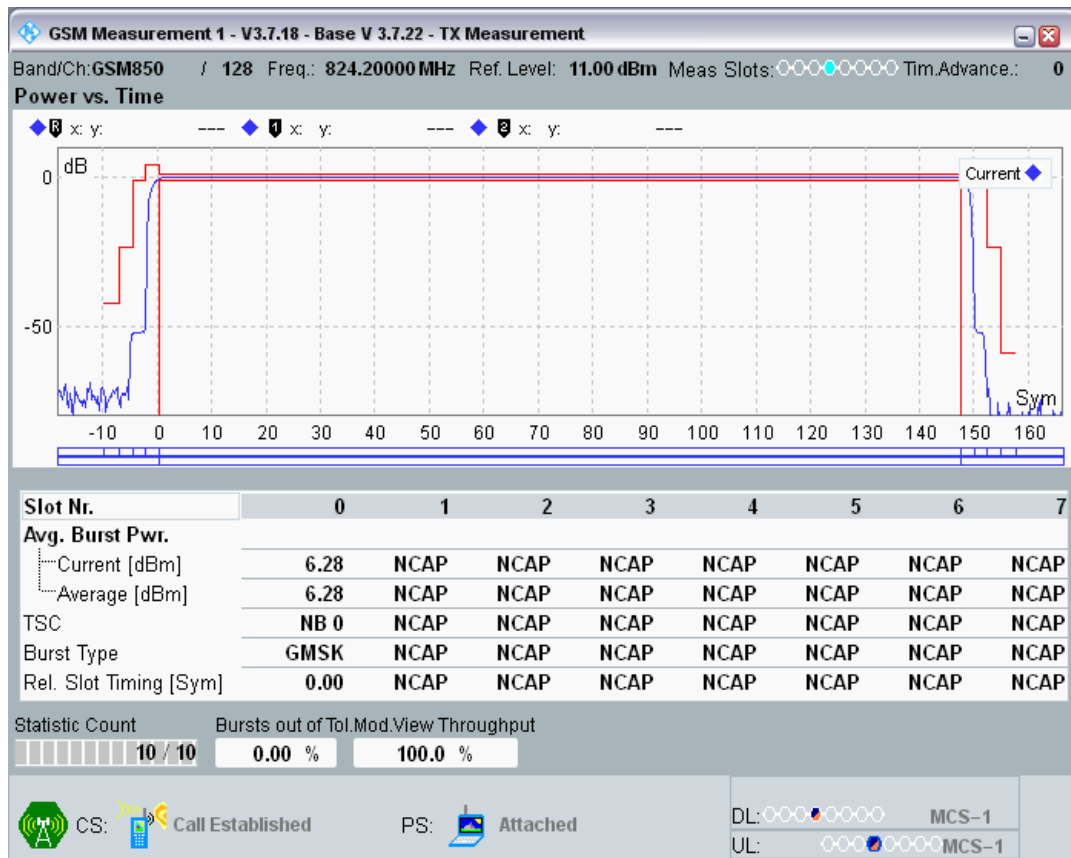 GSM Measurement 1 - V3.7.18 - Base V 3.7.22 - TX Measurement
Band/Ch:GSM850 / 128 Freq.: 824.20000 MHz Ref. Level: 11.00 dBm Meas Slots: Tim.Advance.: 0
Power vs. Time
R x: y: --- 1 x: y: --- 2 x: y: ---
dB
Current
0
-50
Sym
-10 0 10 20 30 40 50 60 70 80 90 100 110 120 130 140 150 160
Slot Nr. 0 1 2 3 4 5 6 7
Avg. Burst Pwr.
Current [dBm] 6.28 NCAP NCAP NCAP NCAP NCAP NCAP NCAP
Average [dBm] 6.28 NCAP NCAP NCAP NCAP NCAP NCAP NCAP
TSC NB 0 NCAP NCAP NCAP NCAP NCAP NCAP NCAP
Burst Type GMSK NCAP NCAP NCAP NCAP NCAP NCAP NCAP
Rel. Slot Timing [Sym] 0.00 NCAP NCAP NCAP NCAP NCAP NCAP NCAP
Statistic Count Bursts out of Tol.Mod.View Throughput
10 / 10 0.00 % 100.0 %
CS: Call Established PS: Attached
DL: MCS-1
UL: MCS-1